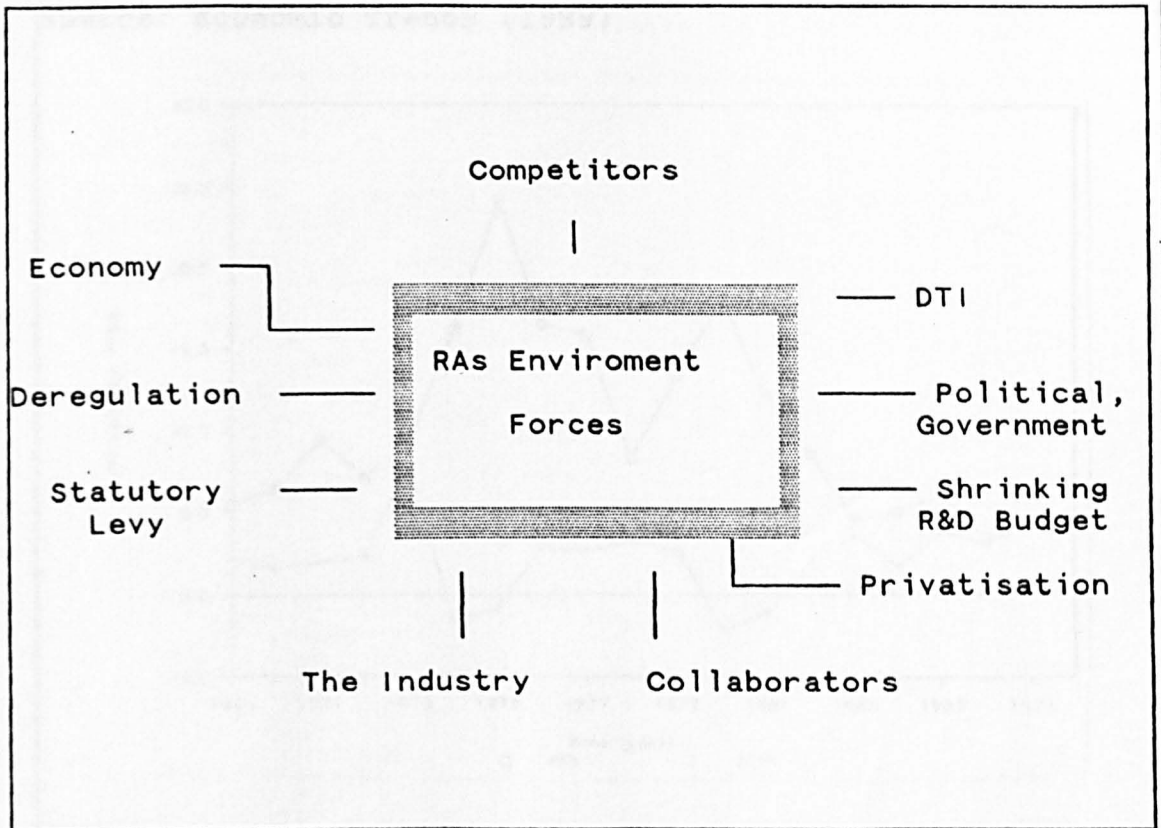 Competitors
Economy
DTI
RAs Enviroment
Forces
Deregulation
Political,
Government
Statutory
Levy
Shrinking
R&D Budget
Privatisation
The Industry
Collaborators